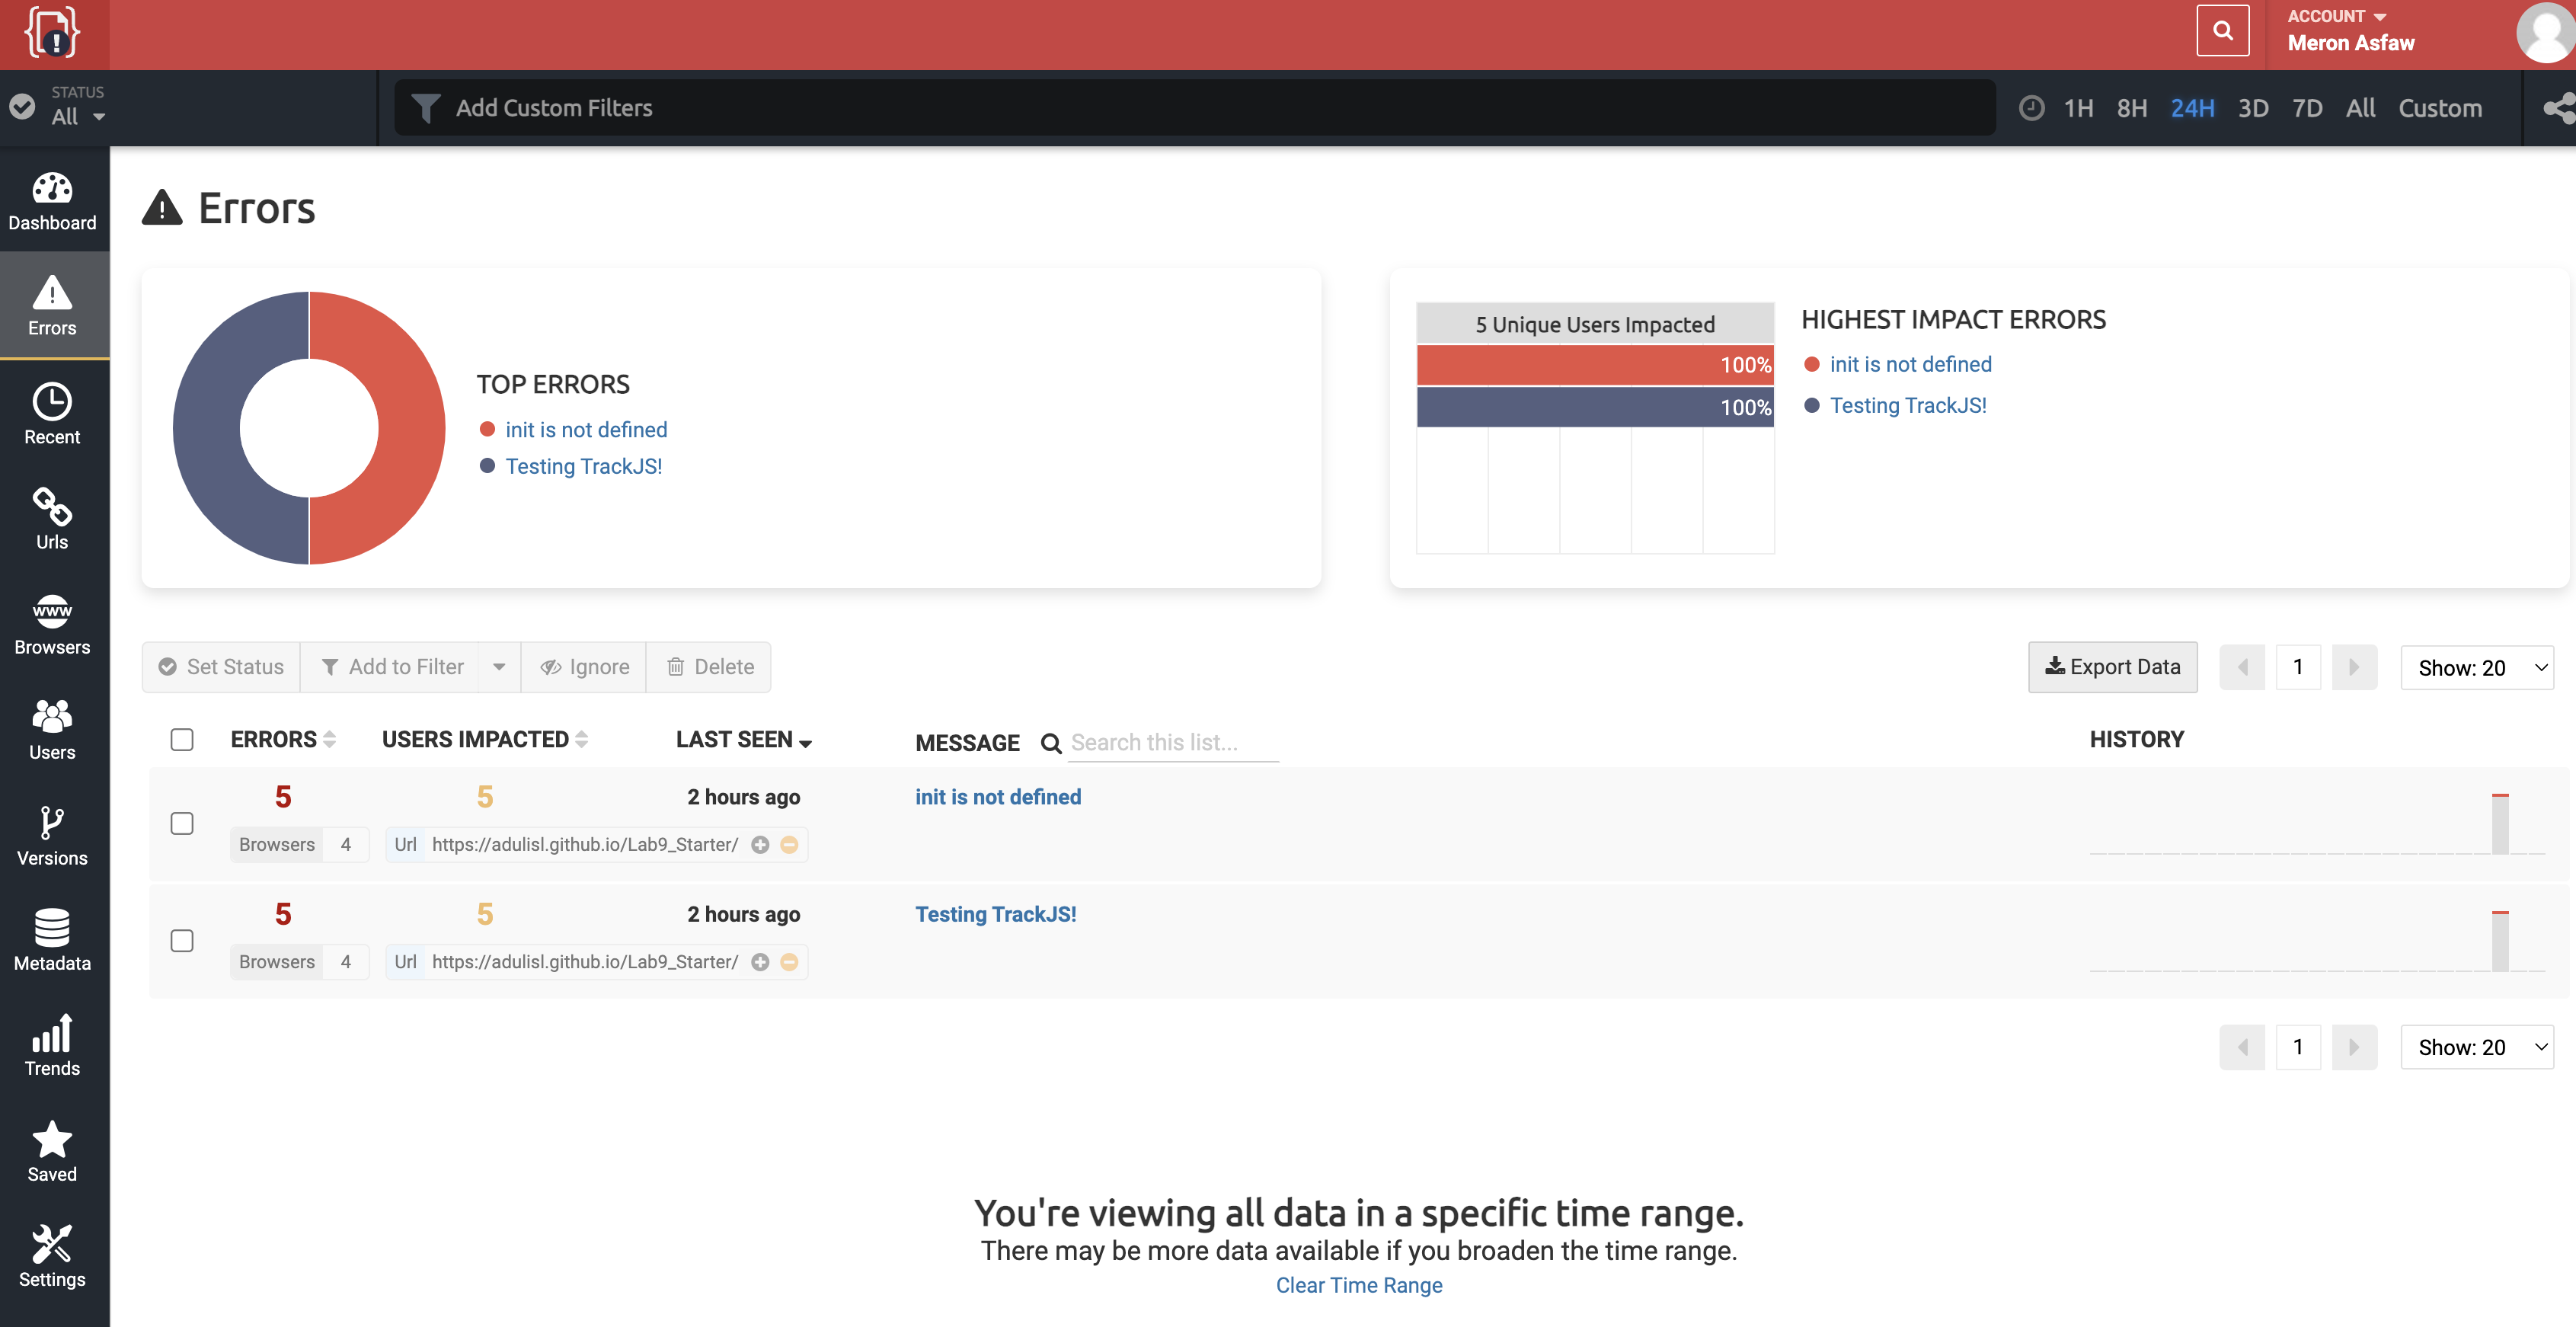 ACCOUNT
Meron Asfaw
STATUS
All
Add Custom Filters
1H 8H 24H 3D 7D All Custom
Dashboard
Errors
Recent
Urls
www
Browsers
Users
Versions
Metadata
Trends
Saved
Settings
Errors
TOP ERRORS
init is not defined
Testing TrackJS!
5 Unique Users Impacted
100%
100%
HIGHEST IMPACT ERRORS
init is not defined
Testing TrackJS!
Set Status Add to Filter Ignore Delete
Export Data 1 Show: 20
ERRORS USERS IMPACTED LAST SEEN MESSAGE Search this list... HISTORY
5 5 2 hours ago init is not defined
Browsers 4 Url https://adulisl.github.io/Lab9_Starter/
5 5 2 hours ago Testing TrackJS!
Browsers 4 Url https://adulisl.github.io/Lab9_Starter/
1 Show: 20
You're viewing all data in a specific time range.
There may be more data available if you broaden the time range.
Clear Time Range